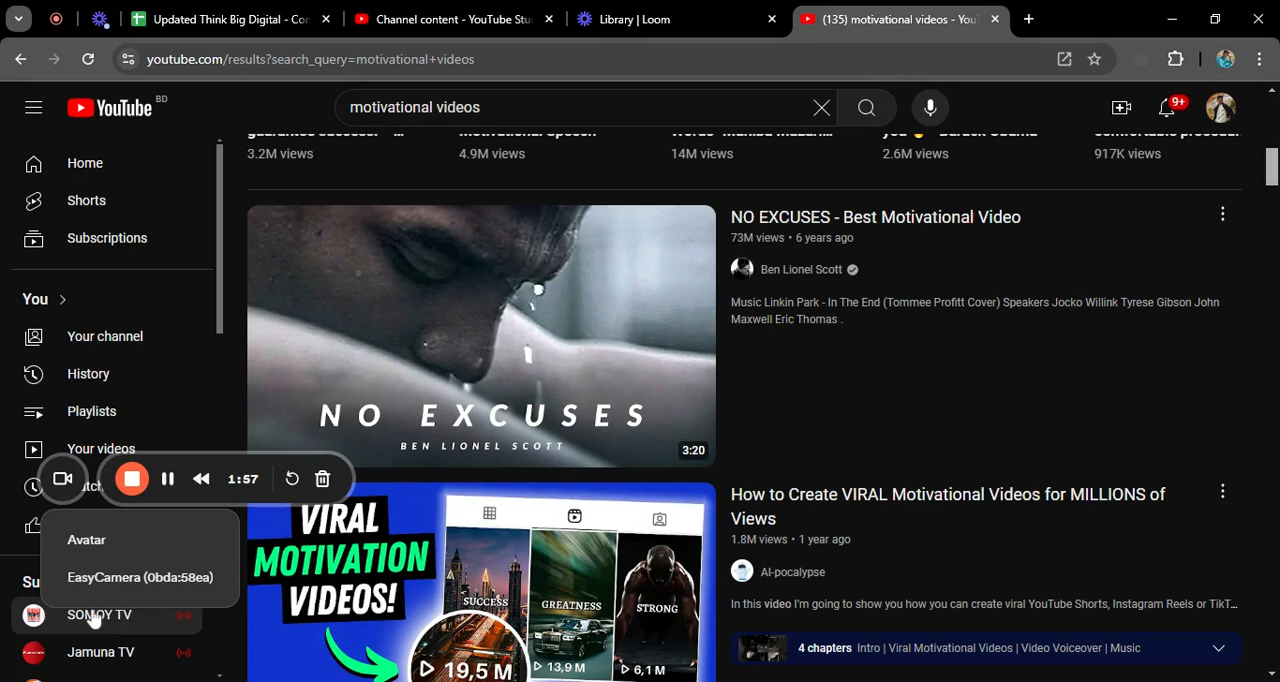 Updated Think Big Digital - Con
Channel content - YouTube Stu
Library | Loom
(135) motivational videos - You
youtube.com/results?search_query=motivational+videos
YouTube BD
motivational videos
9+
Home
Shorts
Subscriptions
You
Your channel
History
Playlists
Your videos
3.2M views
4.9M views
14M views
2.6M views
917K views
NO EXCUSES
BEN LIONEL SCOTT
3:20
NO EXCUSES - Best Motivational Video
73M views • 6 years ago
Ben Lionel Scott
Music Linkin Park - In The End (Tommee Profitt Cover) Speakers Jocko Willink Tyrese Gibson John
Maxwell Eric Thomas .
1:57
Avatar
EasyCamera (0bda:58ea)
SOMOY TV
Jamuna TV
VIRAL
MOTIVATION
VIDEOS!
SUCCESS
GREATNESS
STRONG
19,5 M
13,9 M
6,1 M
How to Create VIRAL Motivational Videos for MILLIONS of
Views
1.8M views • 1 year ago
AI-pocalypse
In this video I'm going to show you how you can create viral YouTube Shorts, Instagram Reels or TikT...
4 chapters Intro | Viral Motivational Videos | Video Voiceover | Music